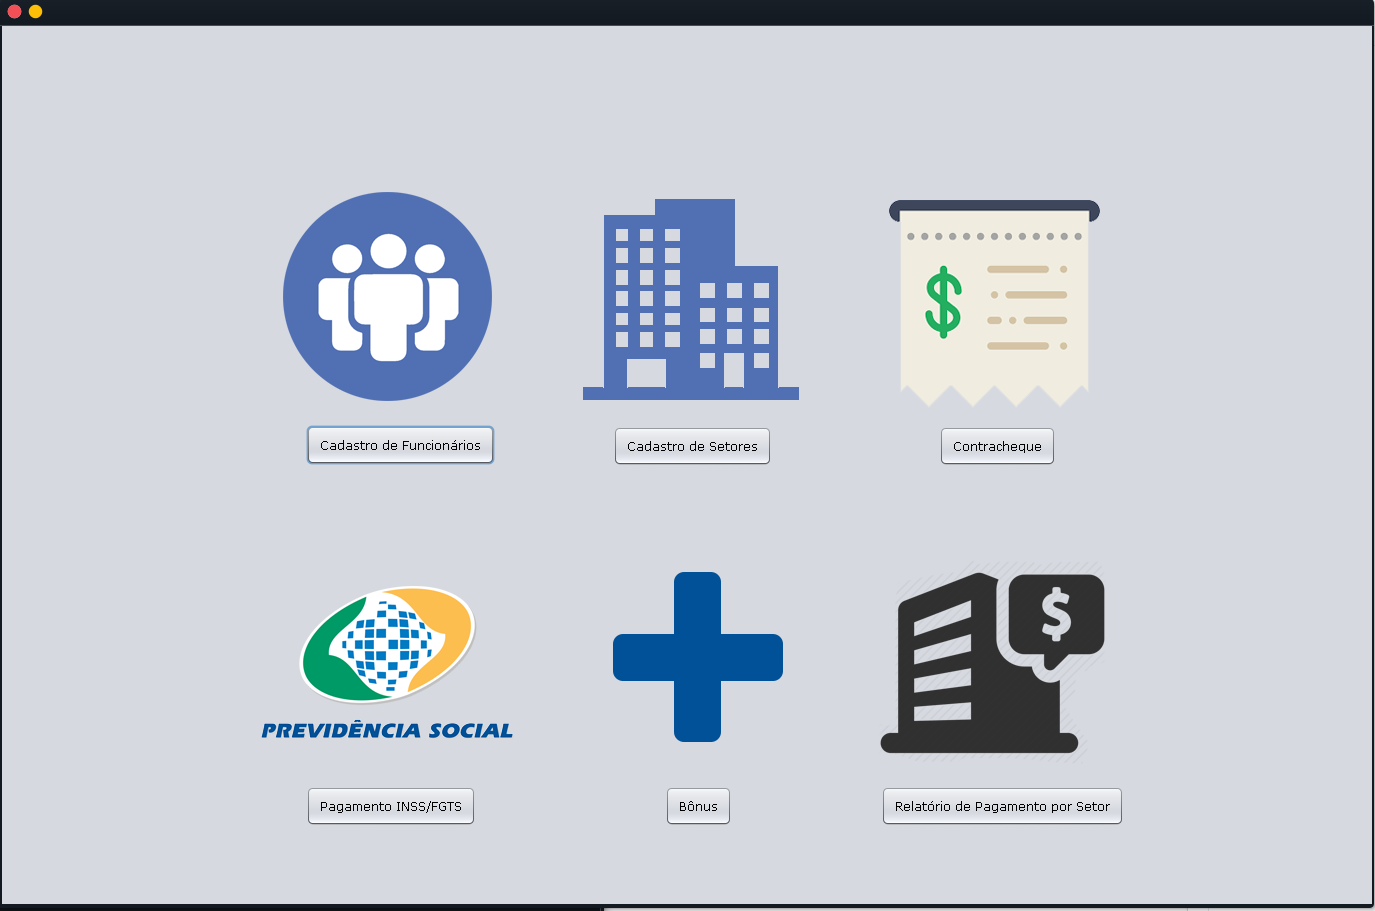 Cadastro de Funcionários
Cadastro de Setores
Contracheque
PREVIDÊNCIA SOCIAL
Pagamento INSS/FGTS
Bônus
Relatório de Pagamento por Setor